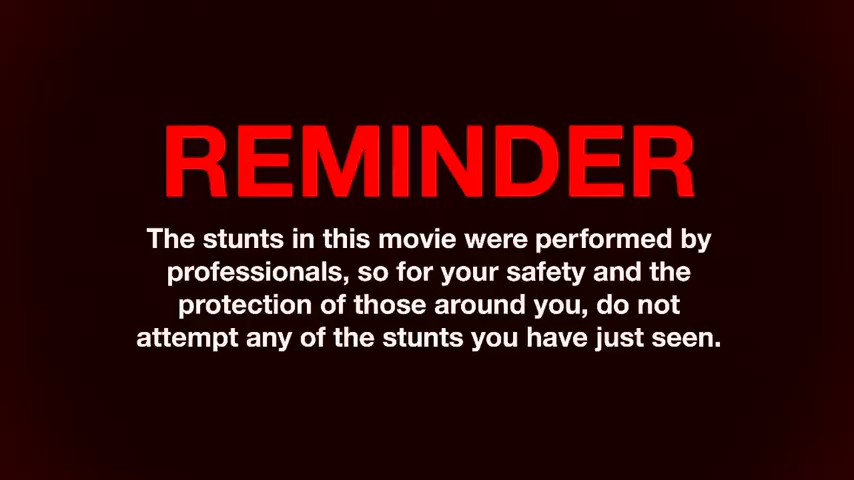 REMINDER
The stunts in this movie were performed by
professionals, so for your safety and the
protection of those around you, do not
attempt any of the stunts you have just seen.